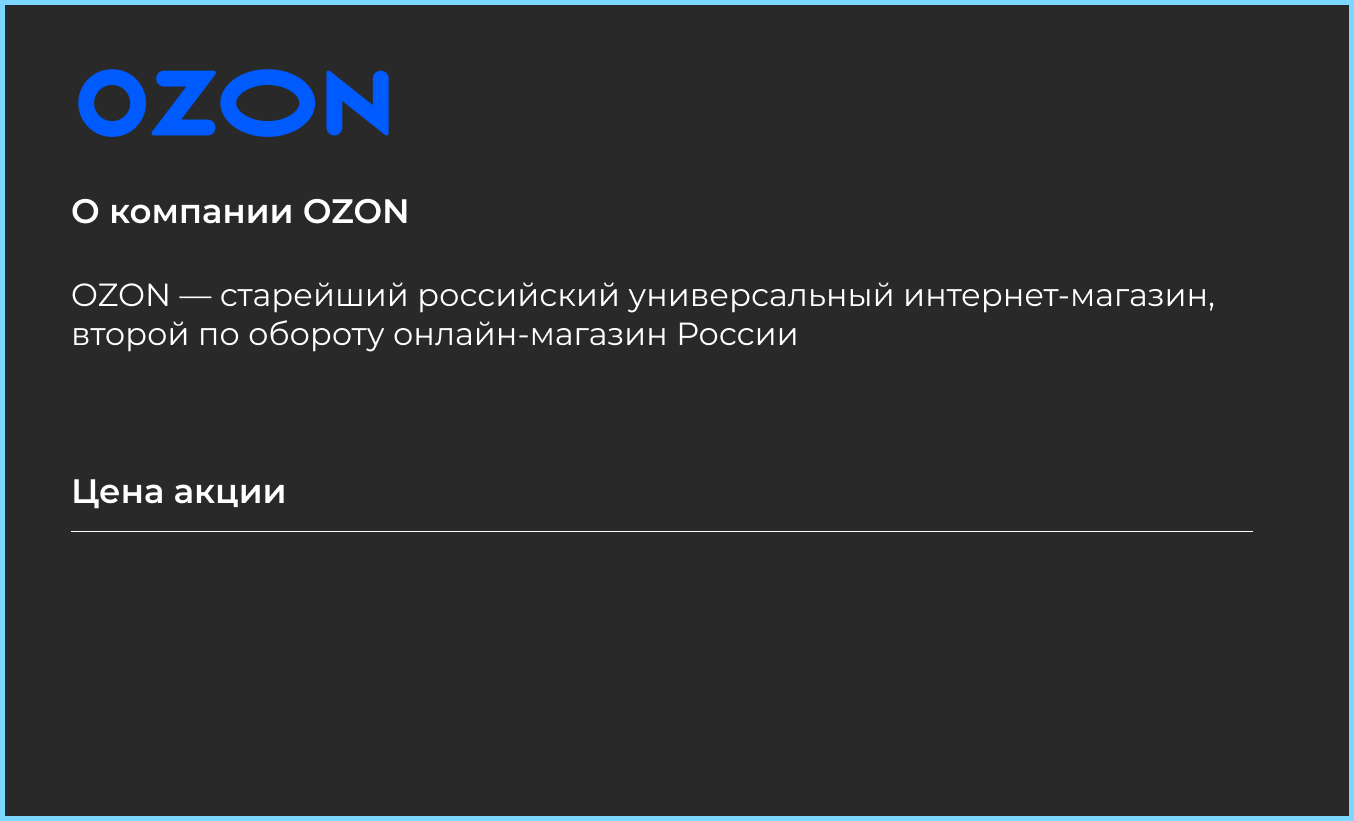 OZON
О компании OZON
OZON — старейший российский универсальный интернет-магазин,
второй по обороту онлайн-магазин России
Цена акции